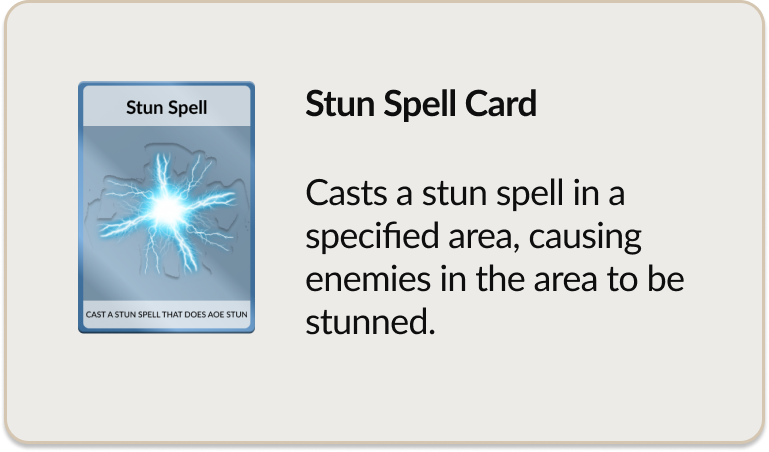 Stun Spell
CAST A STUN SPELL THAT DOES AOE STUN
Stun Spell Card
Casts a stun spell in a
specified area, causing
enemies in the area to be
stunned.